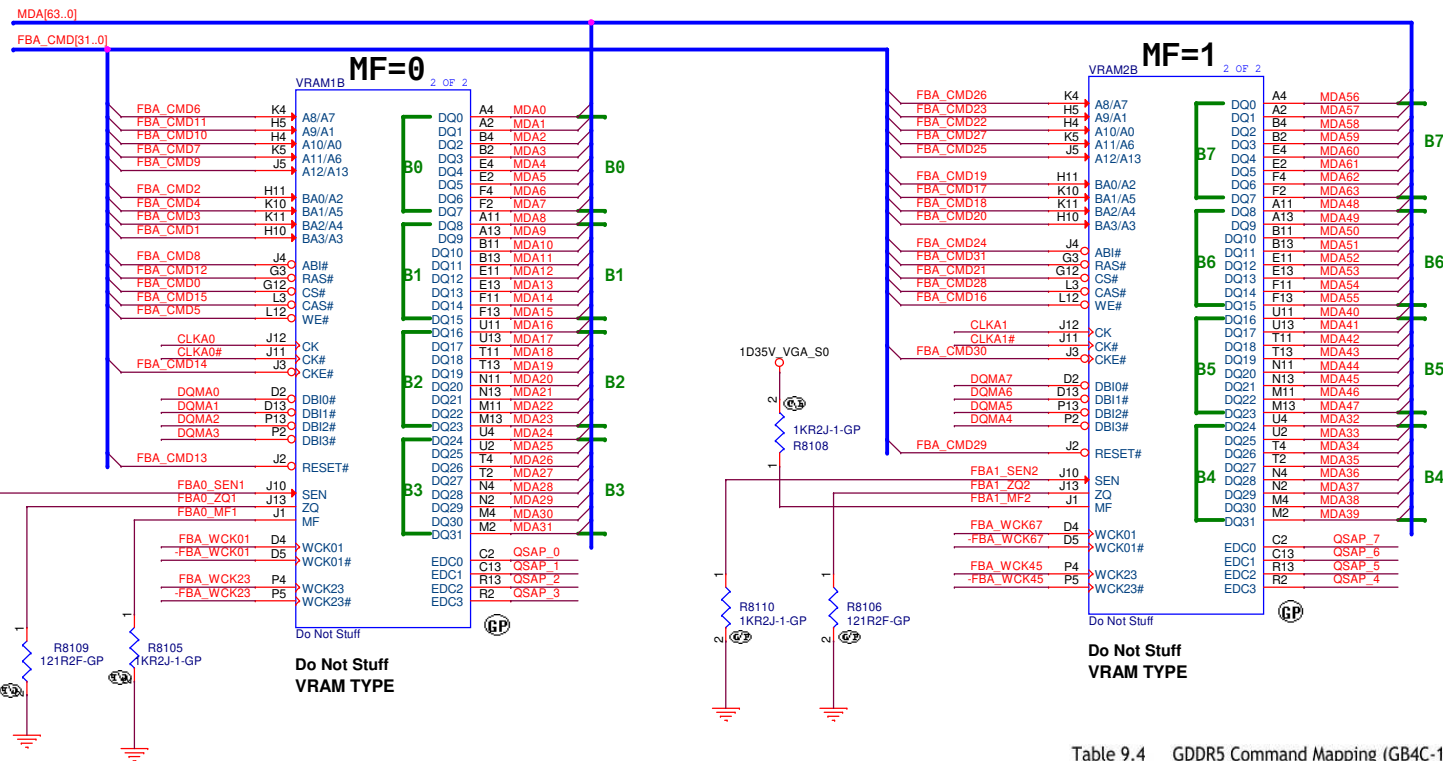 MDA[63..0]
FBA_CMD[31..0]
MF=0
VRAM1B
2 OF 2
FBA_CMD6 K4 A8/A7
FBA_CMD11 H5 A9/A1
FBA_CMD10 H4 A10/A0
FBA_CMD7 K5 A11/A6
FBA_CMD9 J5 A12/A13
FBA_CMD2 H11 BA0/A2
FBA_CMD4 K10 BA1/A5
FBA_CMD3 K11 BA2/A4
FBA_CMD1 H10 BA3/A3
FBA_CMD8 J4 ABI#
FBA_CMD12 G3 RAS#
FBA_CMD0 G12 CS#
FBA_CMD15 L3 CAS#
FBA_CMD5 L12 WE#
CLKA0 J12 CK
CLKA0# J11 CK#
FBA_CMD14 J3 CKE#
DQMA0 D2 DBI0#
DQMA1 D13 DBI1#
DQMA2 P13 DBI2#
DQMA3 P2 DBI3#
FBA_CMD13 J2 RESET#
FBA0_SEN1 J10 SEN
FBA0_ZQ1 J13 ZQ
FBA0_MF1 J1 MF
FBA_WCK01 D4 WCK01
-FBA_WCK01 D5 WCK01#
FBA_WCK23 P4 WCK23
-FBA_WCK23 P5 WCK23#
DQ0 A4 MDA0
DQ1 A2 MDA1
DQ2 B4 MDA2
DQ3 B2 MDA3
DQ4 E4 MDA4
DQ5 E2 MDA5
DQ6 F4 MDA6
DQ7 F2 MDA7
B0 B0
DQ8 A11 MDA8
DQ9 A13 MDA9
DQ10 B11 MDA10
DQ11 B13 MDA11
DQ12 E11 MDA12
DQ13 E13 MDA13
DQ14 F11 MDA14
DQ15 F13 MDA15
B1 B1
DQ16 U11 MDA16
DQ17 U13 MDA17
DQ18 T11 MDA18
DQ19 T13 MDA19
DQ20 N11 MDA20
DQ21 N13 MDA21
DQ22 M11 MDA22
DQ23 M13 MDA23
B2 B2
DQ24 U4 MDA24
DQ25 U2 MDA25
DQ26 T4 MDA26
DQ27 T2 MDA27
DQ28 N4 MDA28
DQ29 N2 MDA29
DQ30 M4 MDA30
DQ31 M2 MDA31
B3 B3
EDC0 C2 QSAP_0
EDC1 C13 QSAP_1
EDC2 R13 QSAP_2
EDC3 R2 QSAP_3
GP
Do Not Stuff
Do Not Stuff
VRAM TYPE
1
R8109
121R2F-GP
2
1
R8105
1KR2J-1-GP
2
MF=1
VRAM2B
2 OF 2
FBA_CMD26 K4 A8/A7
FBA_CMD23 H5 A9/A1
FBA_CMD22 H4 A10/A0
FBA_CMD27 K5 A11/A6
FBA_CMD25 J5 A12/A13
FBA_CMD19 H11 BA0/A2
FBA_CMD17 K10 BA1/A5
FBA_CMD18 K11 BA2/A4
FBA_CMD20 H10 BA3/A3
FBA_CMD24 J4 ABI#
FBA_CMD31 G3 RAS#
FBA_CMD21 G12 CS#
FBA_CMD28 L3 CAS#
FBA_CMD16 L12 WE#
CLKA1 J12 CK
CLKA1# J11 CK#
FBA_CMD30 J3 CKE#
DQMA7 D2 DBI0#
DQMA6 D13 DBI1#
DQMA5 P13 DBI2#
DQMA4 P2 DBI3#
FBA_CMD29 J2 RESET#
FBA1_SEN2 J10 SEN
FBA1_ZQ2 J13 ZQ
FBA1_MF2 J1 MF
FBA_WCK67 D4 WCK01
-FBA_WCK67 D5 WCK01#
FBA_WCK45 P4 WCK23
-FBA_WCK45 P5 WCK23#
DQ0 A4 MDA56
DQ1 A2 MDA57
DQ2 B4 MDA58
DQ3 B2 MDA59
DQ4 E4 MDA60
DQ5 E2 MDA61
DQ6 F4 MDA62
DQ7 F2 MDA63
B7 B7
DQ8 A11 MDA48
DQ9 A13 MDA49
DQ10 B11 MDA50
DQ11 B13 MDA51
DQ12 E11 MDA52
DQ13 E13 MDA53
DQ14 F11 MDA54
DQ15 F13 MDA55
B6 B6
DQ16 U11 MDA40
DQ17 U13 MDA41
DQ18 T11 MDA42
DQ19 T13 MDA43
DQ20 N11 MDA44
DQ21 N13 MDA45
DQ22 M11 MDA46
DQ23 M13 MDA47
B5 B5
DQ24 U4 MDA32
DQ25 U2 MDA33
DQ26 T4 MDA34
DQ27 T2 MDA35
DQ28 N4 MDA36
DQ29 N2 MDA37
DQ30 M4 MDA38
DQ31 M2 MDA39
B4 B4
EDC0 C2 QSAP_7
EDC1 C13 QSAP_6
EDC2 R13 QSAP_5
EDC3 R2 QSAP_4
GP
Do Not Stuff
Do Not Stuff
VRAM TYPE
1D35V_VGA_S0
2
1KR2J-1-GP
R8108
1
1
R8110
1KR2J-1-GP
2
1
R8106
121R2F-GP
2
Table 9.4 GDDR5 Command Mapping (GB4C-1